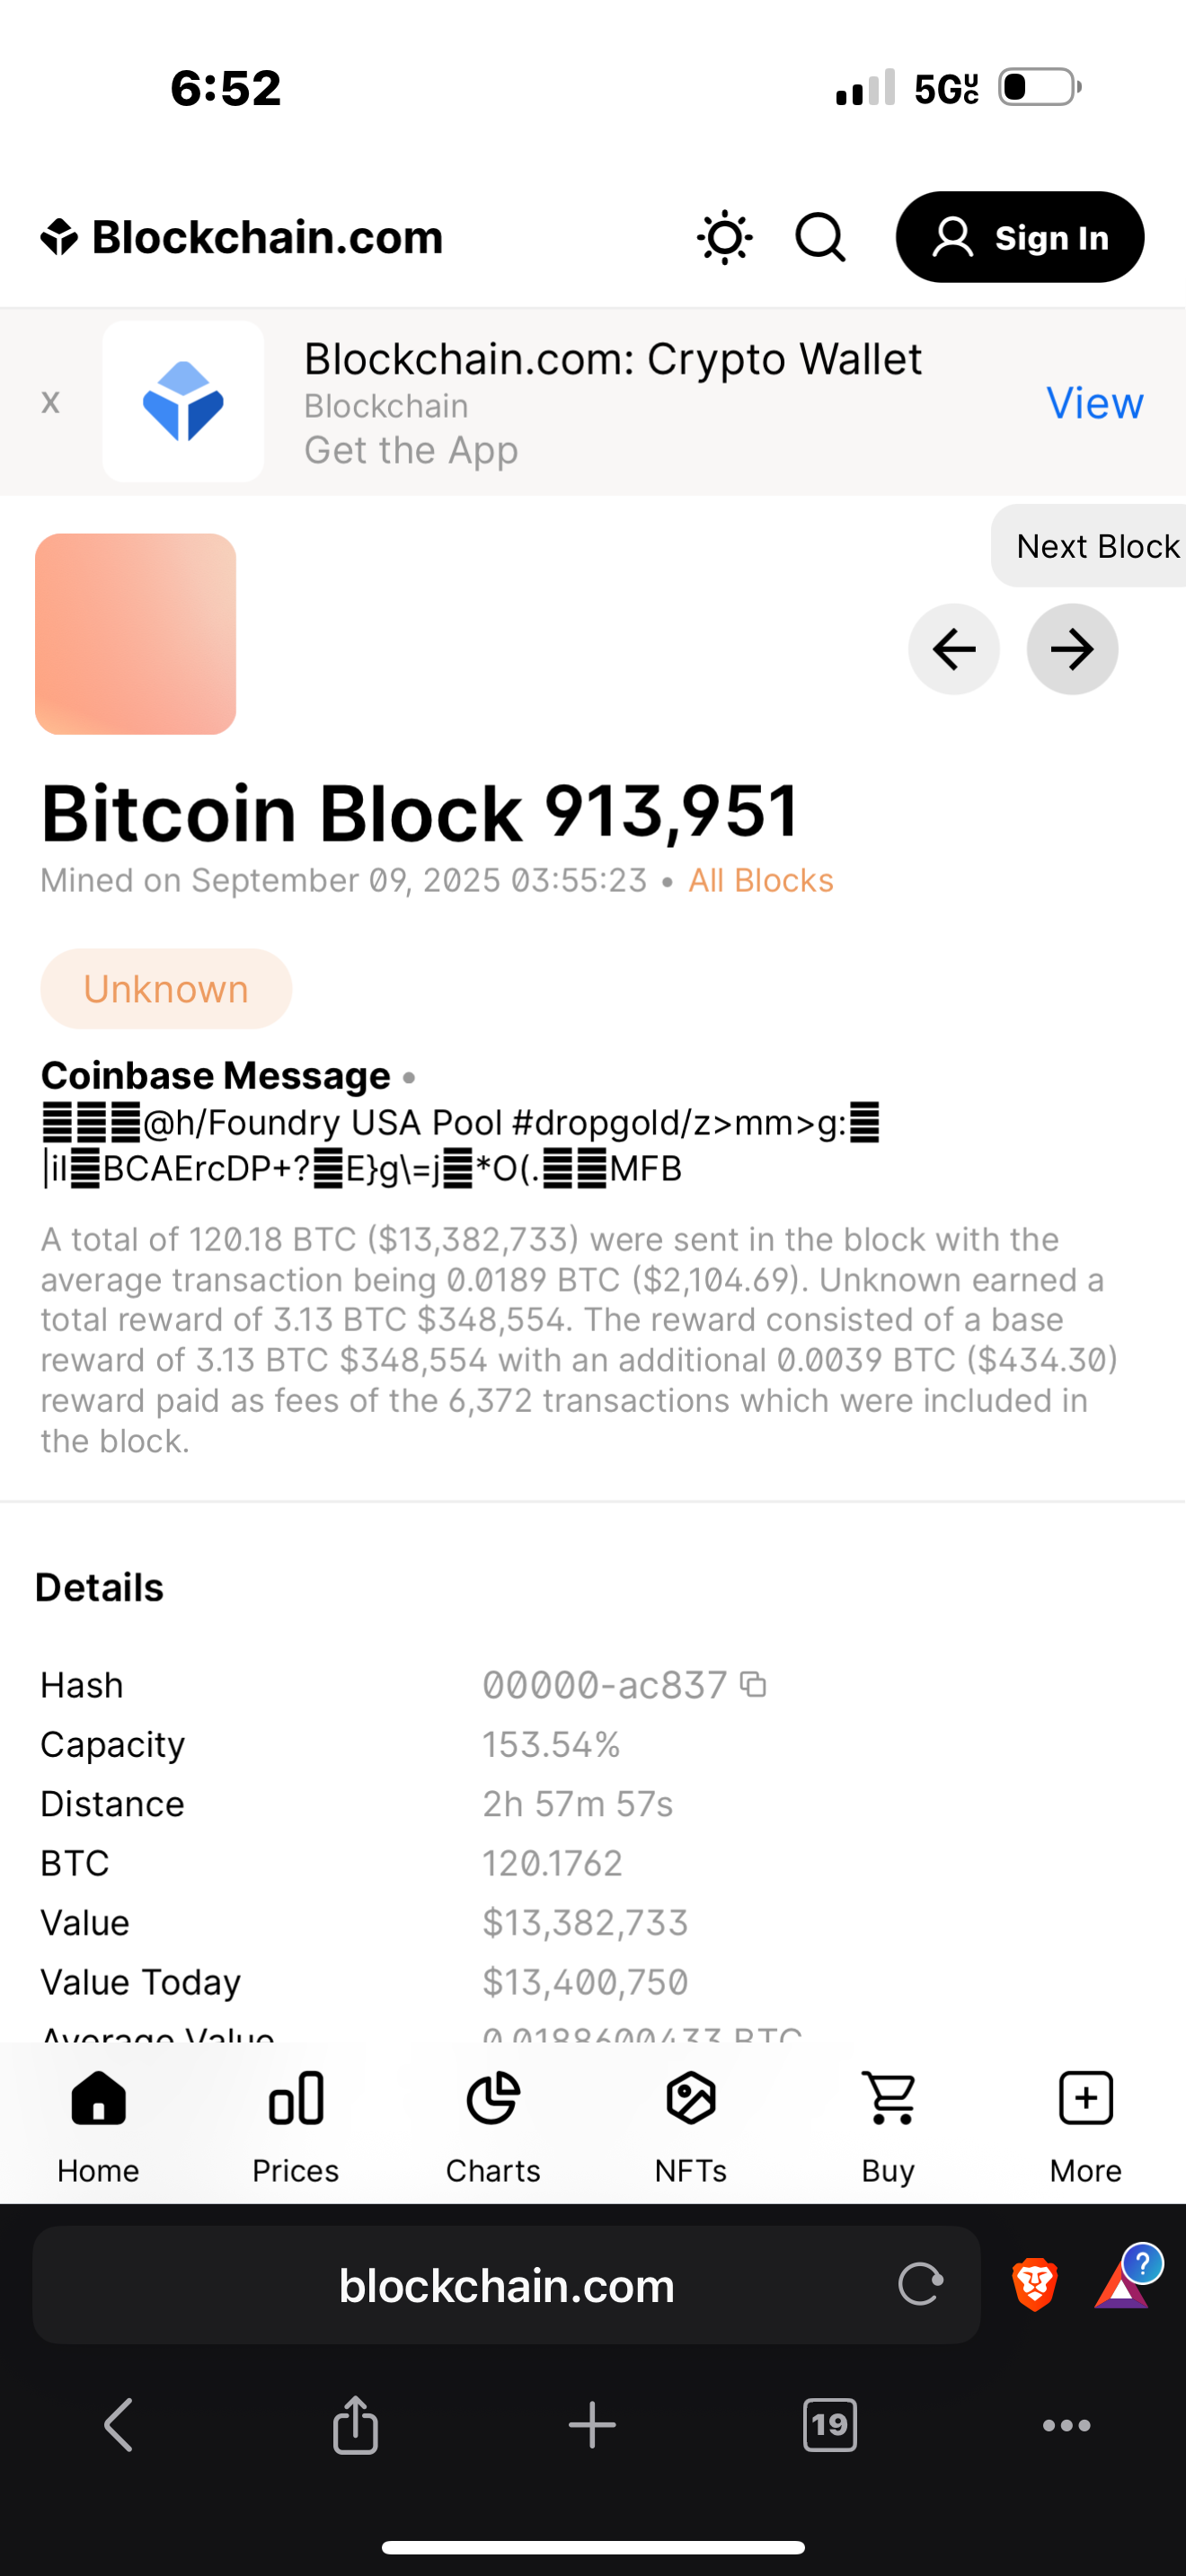 6:52
5GUC
Blockchain.com
Sign In
x
Blockchain.com: Crypto Wallet
Blockchain
Get the App
View
Next Block
Bitcoin Block 913,951
Mined on September 09, 2025 03:55:23 • All Blocks
Unknown
Coinbase Message •
@h/Foundry USA Pool #dropgold/z>mm>g:
|iI BCAErcDP+? E}g\=j *O(. MFB
A total of 120.18 BTC ($13,382,733) were sent in the block with the
average transaction being 0.0189 BTC ($2,104.69). Unknown earned a
total reward of 3.13 BTC $348,554. The reward consisted of a base
reward of 3.13 BTC $348,554 with an additional 0.0039 BTC ($434.30)
reward paid as fees of the 6,372 transactions which were included in
the block.
Details
Hash 00000-ac837
Capacity 153.54%
Distance 2h 57m 57s
BTC 120.1762
Value $13,382,733
Value Today $13,400,750
Average Value 0.0188600433 BTC
Home Prices Charts NFTs Buy More
blockchain.com
?
19